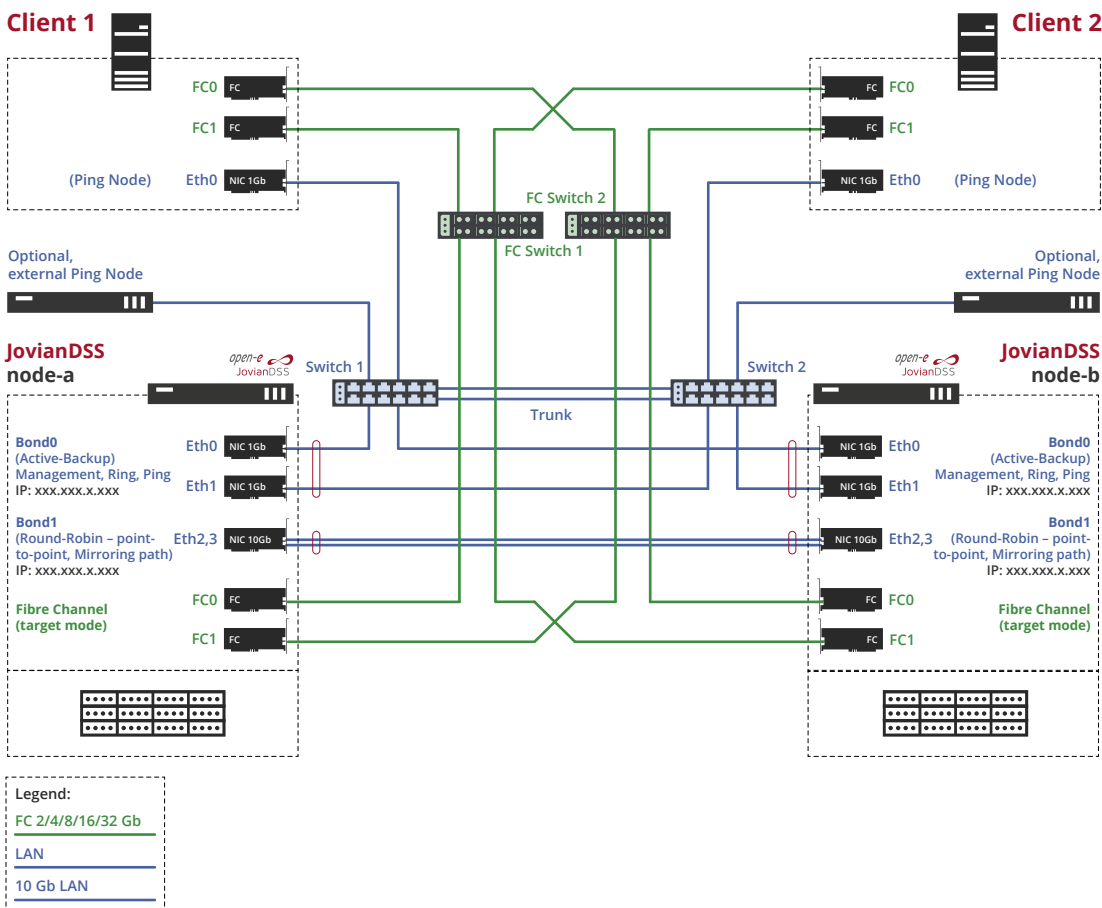 Client 1
Client 2
FC0
FC
FC1
FC
(Ping Node)
Eth0
NIC 1Gb
FC
FC0
FC
FC1
NIC 1Gb
Eth0
(Ping Node)
FC Switch 2
FC Switch 1
Optional,
external Ping Node
Optional,
external Ping Node
JovianDSS
node-a
open-e
JovianDSS
Switch 1
Switch 2
Trunk
open-e
JovianDSS
JovianDSS
node-b
Bond0
(Active-Backup)
Management, Ring, Ping
IP: xxx.xxx.x.xxx
Eth0
NIC 1Gb
Eth1
NIC 1Gb
Bond1
(Round-Robin – point-
to-point, Mirroring path)
IP: xxx.xxx.x.xxx
Eth2,3
NIC 10Gb
Fibre Channel
(target mode)
FC0
FC
FC1
FC
NIC 1Gb
Eth0
NIC 1Gb
Eth1
Bond0
(Active-Backup)
Management, Ring, Ping
IP: xxx.xxx.x.xxx
NIC 10Gb
Eth2,3
Bond1
(Round-Robin – point-
to-point, Mirroring path)
IP: xxx.xxx.x.xxx
FC
FC0
FC
FC1
Fibre Channel
(target mode)
Legend:
FC 2/4/8/16/32 Gb
LAN
10 Gb LAN